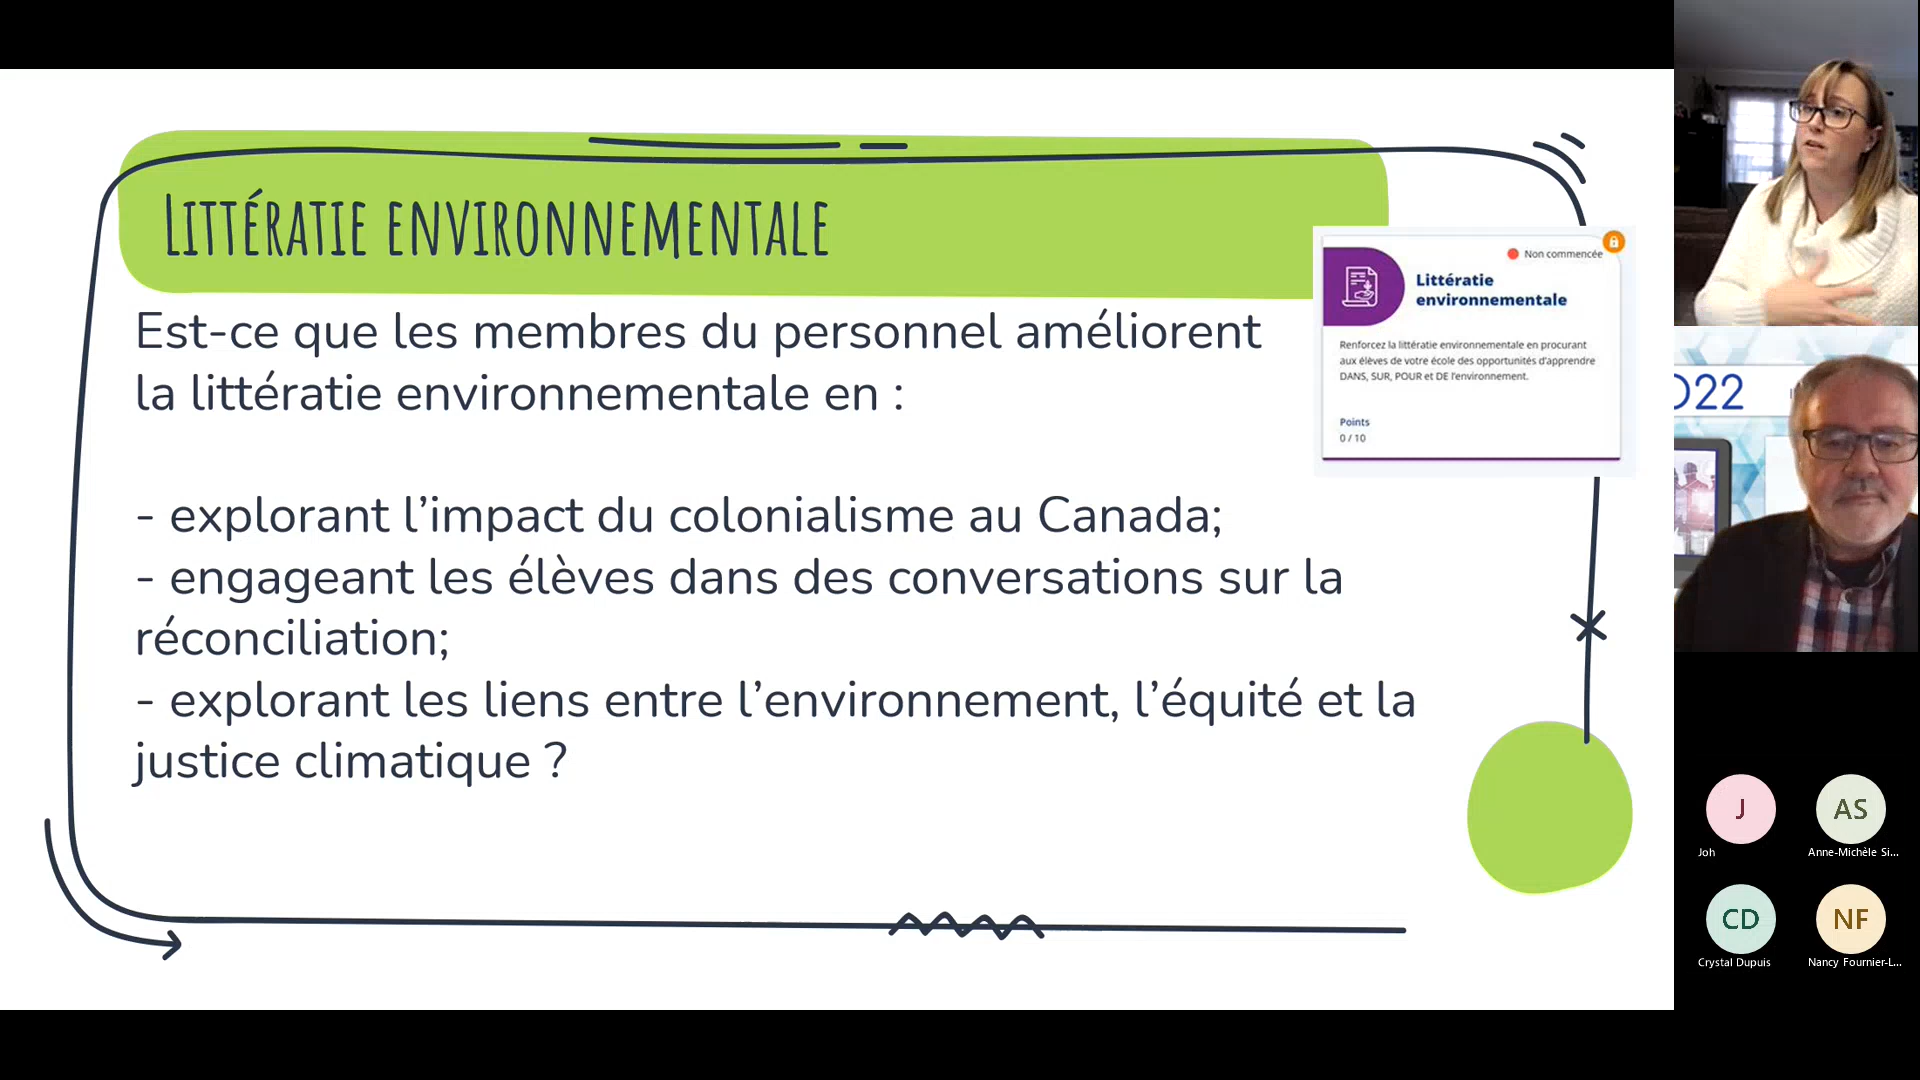 Littératie environnementale
Est-ce que les membres du personnel améliorent
la littératie environnementale en :
- explorant l’impact du colonialisme au Canada;
- engageant les élèves dans des conversations sur la
réconciliation;
- explorant les liens entre l’environnement, l’équité et la
justice climatique ?
Non commencée
Littératie
environnementale
Renforcez la littératie environnementale en procurant
aux élèves de votre école des opportunités d’apprendre
DANS, SUR, POUR et DE l’environnement.
Points
0 / 10
22
J
Joh
AS
Anne-Michèle Si...
CD
Crystal Dupuis
NF
Nancy Fournier-L...